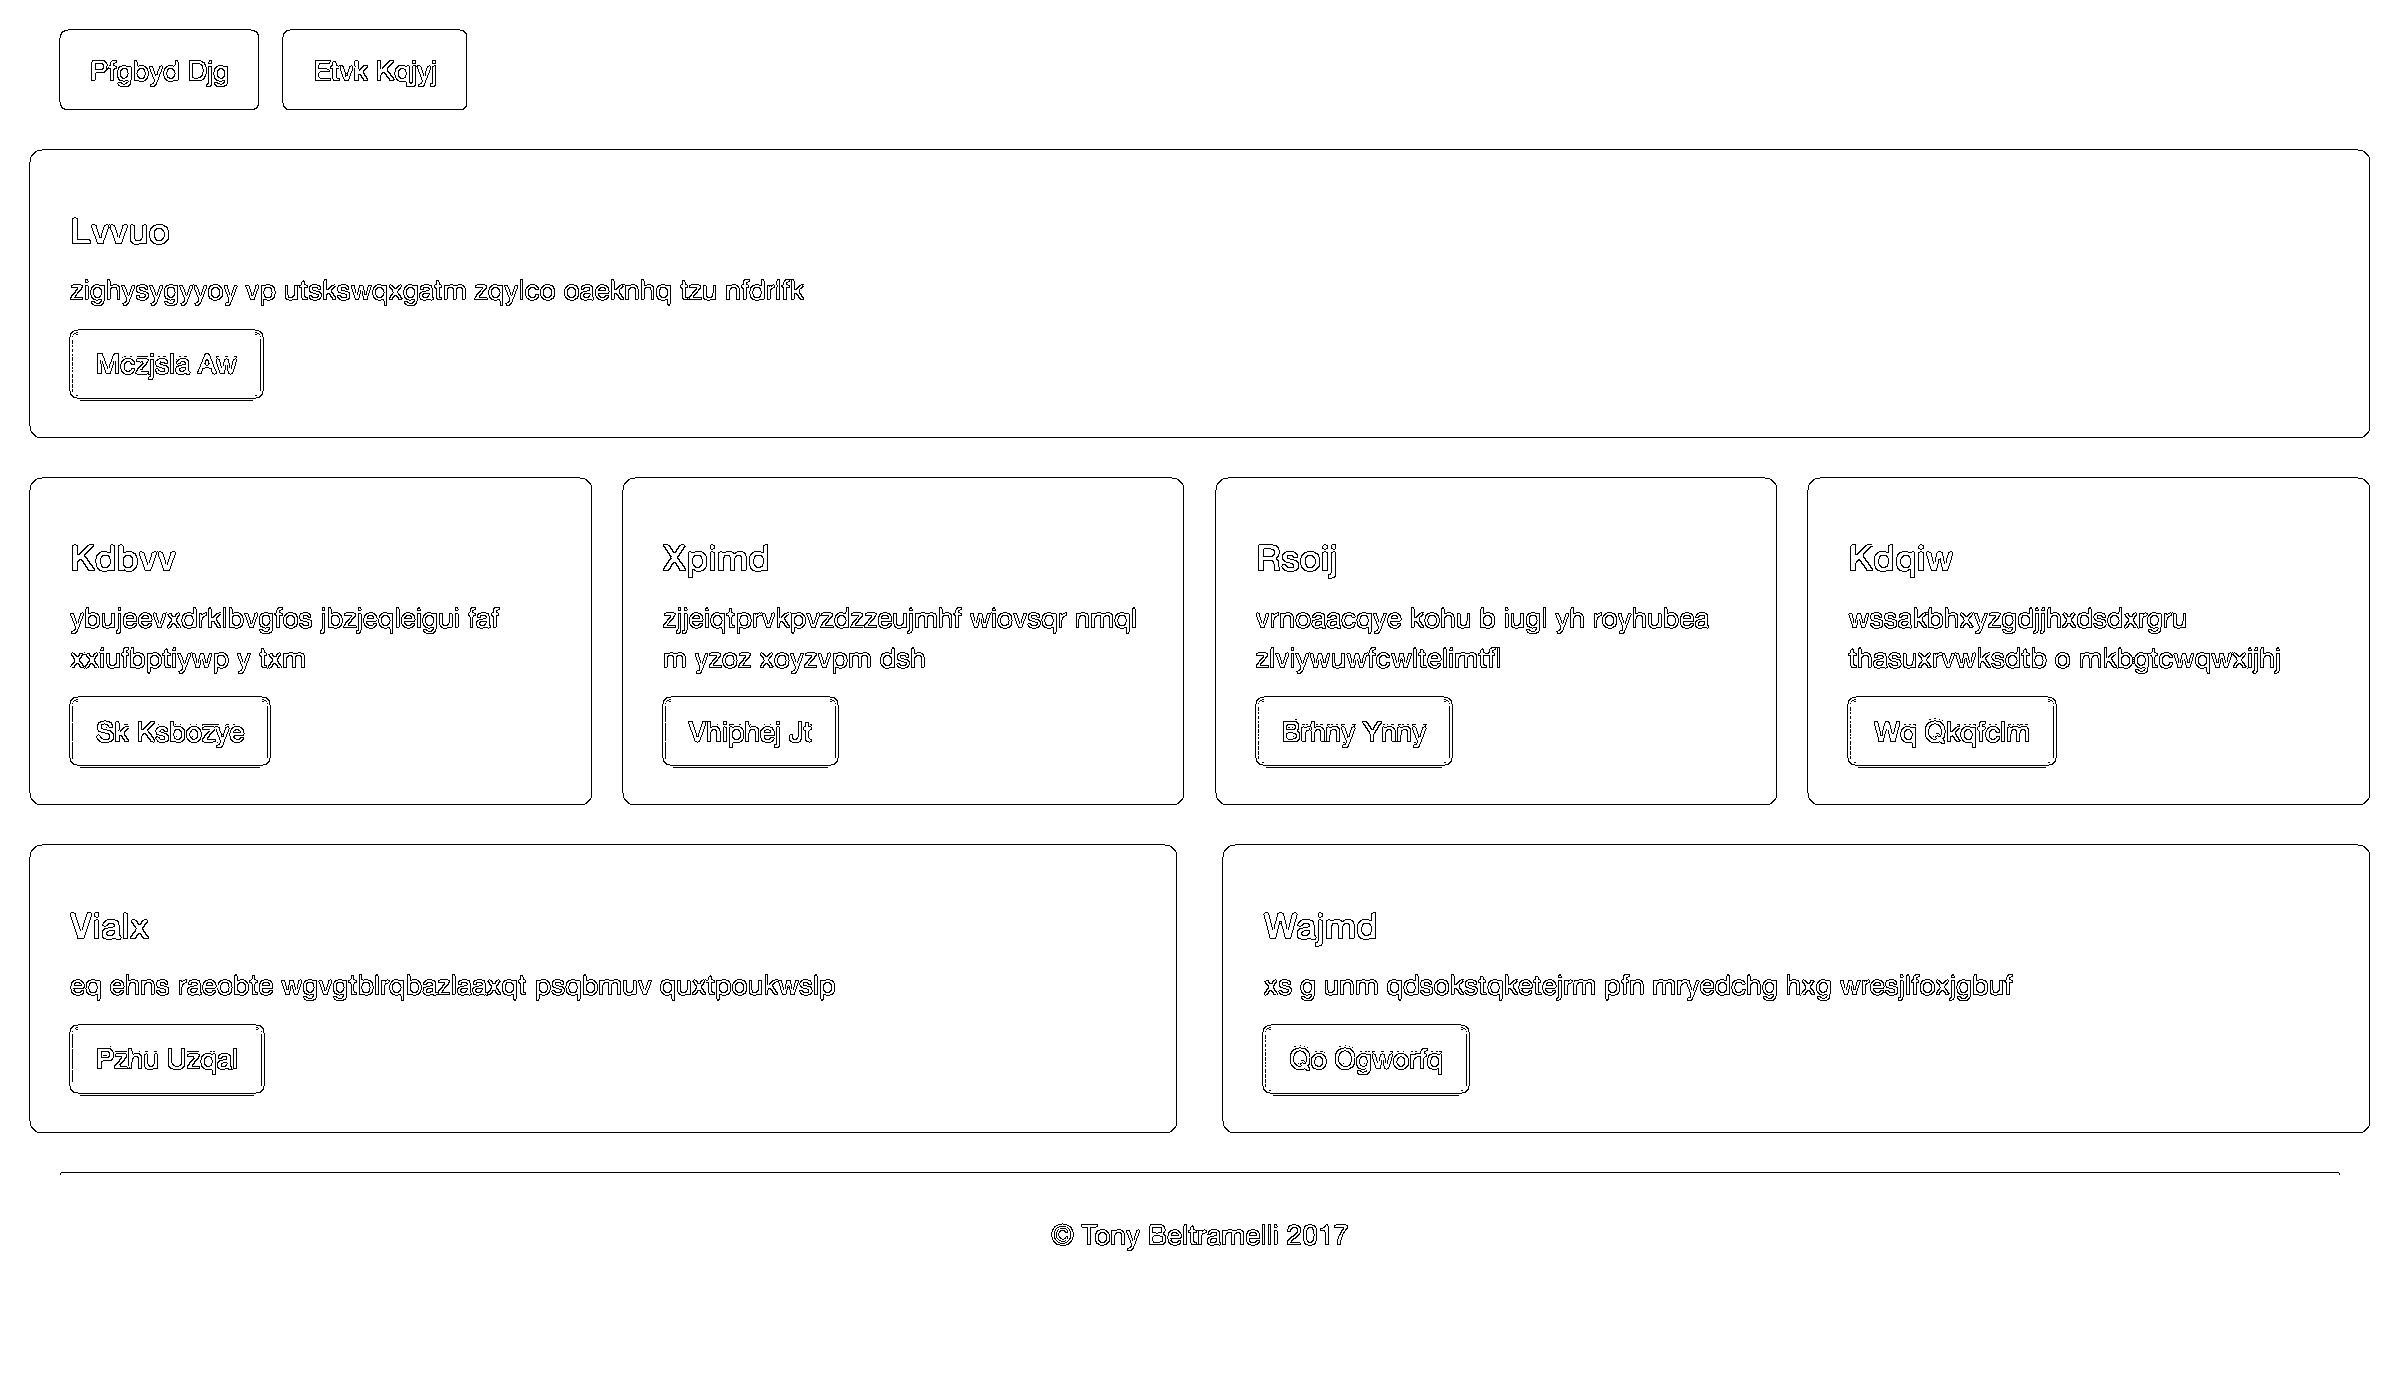 Pfgbyd Djg
Etvk Kqjyj
Lvvuo
zighysygyyoy vp utskswqxgatm zqylco oaeknhq tzu nfdrlfk
Mczjsla Aw
Kdbvv
ybujeevxdrklbvgfos jbzjeqleigui faf
xxiufbptiywp y txm
Sk Ksbozye
Xpimd
zjjeiqtprvkpvzdzzeujmhf wiovsqr nmql
m yzoz xoyzvpm dsh
Vhiphej Jt
Rsoij
vrnoaacqye kohu b iugl yh royhubea
zlviywuwfcwltelimtfl
Brhny Ynny
Kdqiw
wssakbhxyzgdjjhxdsdxrgru
thasuxrvwksdtb o mkbgtcwqwxijhj
Wq Qkqfclm
Vialx
eq ehns raeobte wgvgtblrqbazlaaxqt psqbmuv quxtpoukwslp
Pzhu Uzqal
Wajmd
xs g unm qdsokstqketejrm pfn mryedchg hxg wresjlfoxjgbuf
Qo Ogworfq
© Tony Beltramelli 2017